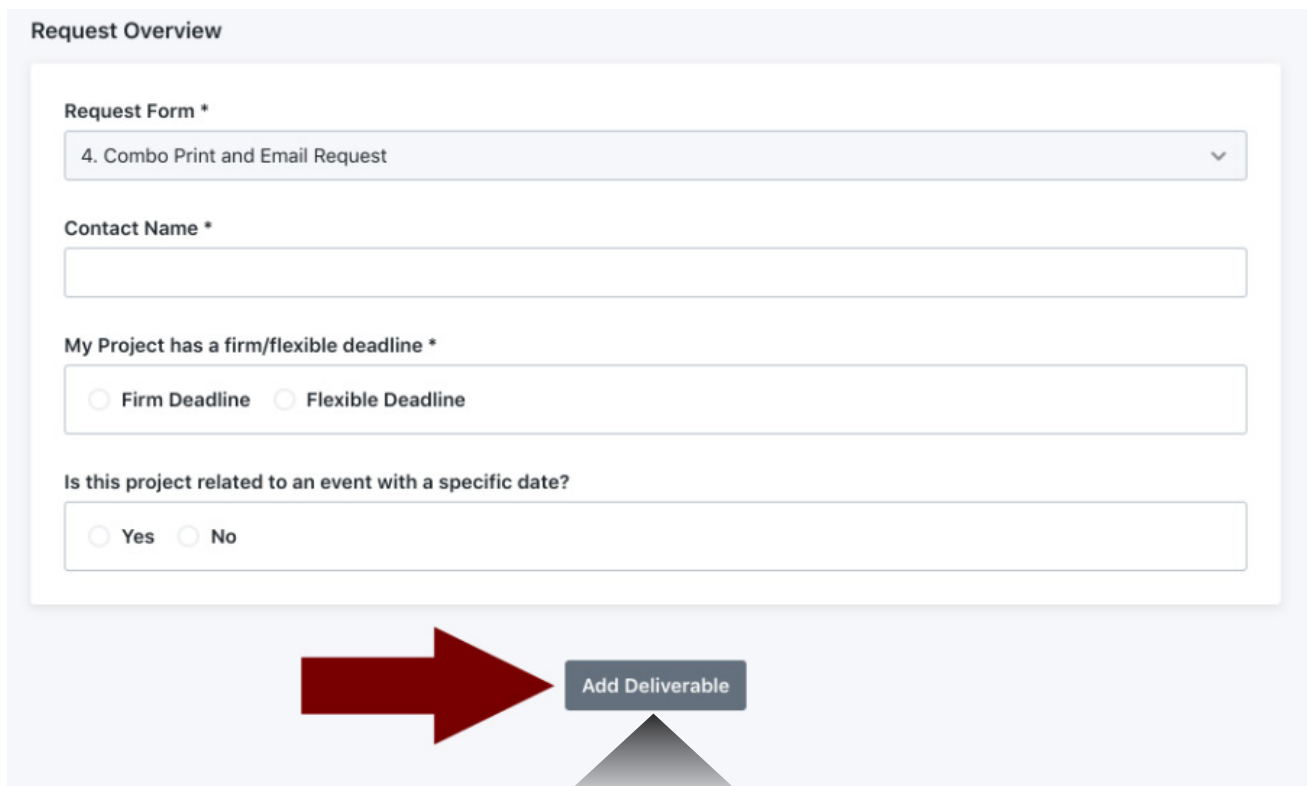 Request Overview
Request Form *
4. Combo Print and Email Request
Contact Name *
My Project has a firm/flexible deadline *
Firm Deadline Flexible Deadline
Is this project related to an event with a specific date?
Yes No
Add Deliverable